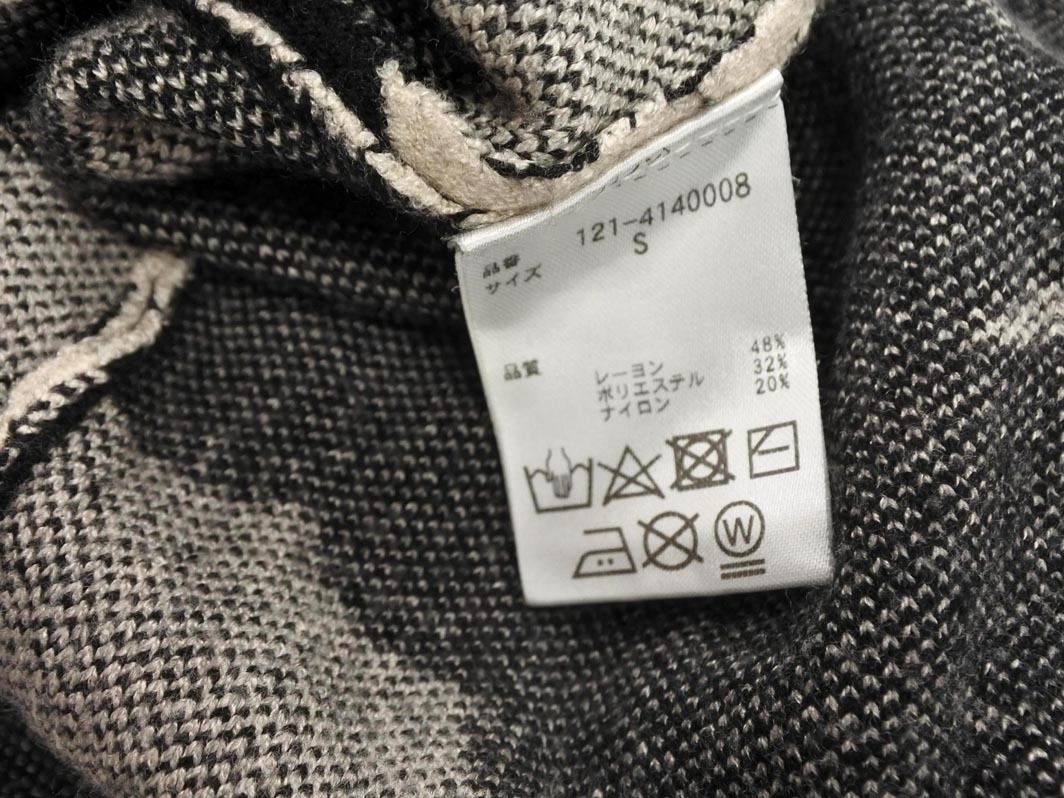 品番 121-4140008
サイズ S
品質 レーヨン 48%
ポリエステル 32%
ナイロン 20%
W